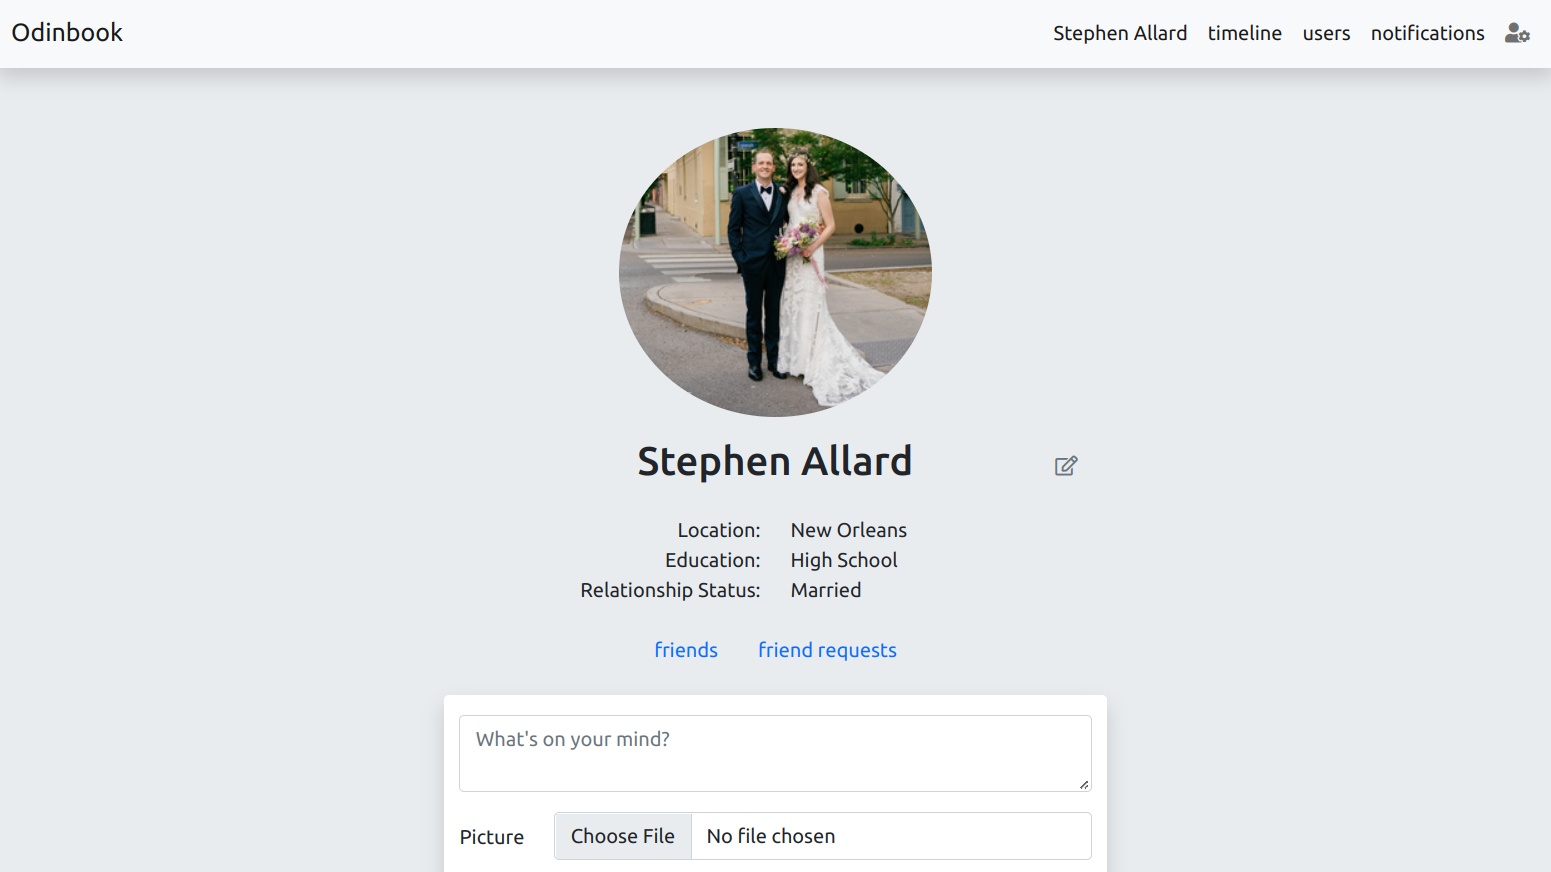 Odinbook
Stephen Allard timeline users notifications
Stephen Allard
Location: New Orleans
Education: High School
Relationship Status: Married
friends friend requests
What's on your mind?
Picture Choose File No file chosen